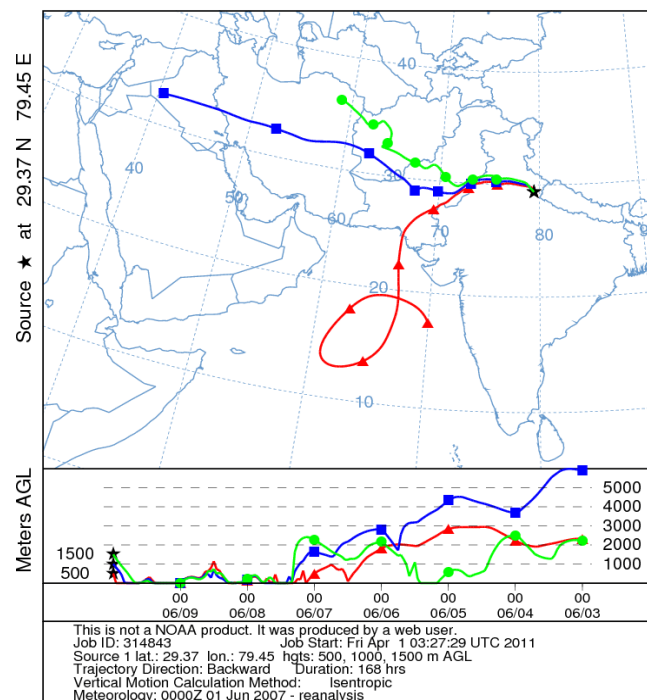 Source ★ at 29.37 N 79.45 E
40
40
50
60
30
70
80
20
10
Meters AGL
1500
500
5000
4000
3000
2000
1000
00 00 00 00 00 00 00
06/09 06/08 06/07 06/06 06/05 06/04 06/03
This is not a NOAA product. It was produced by a web user.
Job ID: 314843 Job Start: Fri Apr 1 03:27:29 UTC 2011
Source 1 lat.: 29.37 lon.: 79.45 hgts: 500, 1000, 1500 m AGL
Trajectory Direction: Backward Duration: 168 hrs
Vertical Motion Calculation Method: Isentropic
Meteorology: 0000Z 01 Jun 2007 - reanalysis